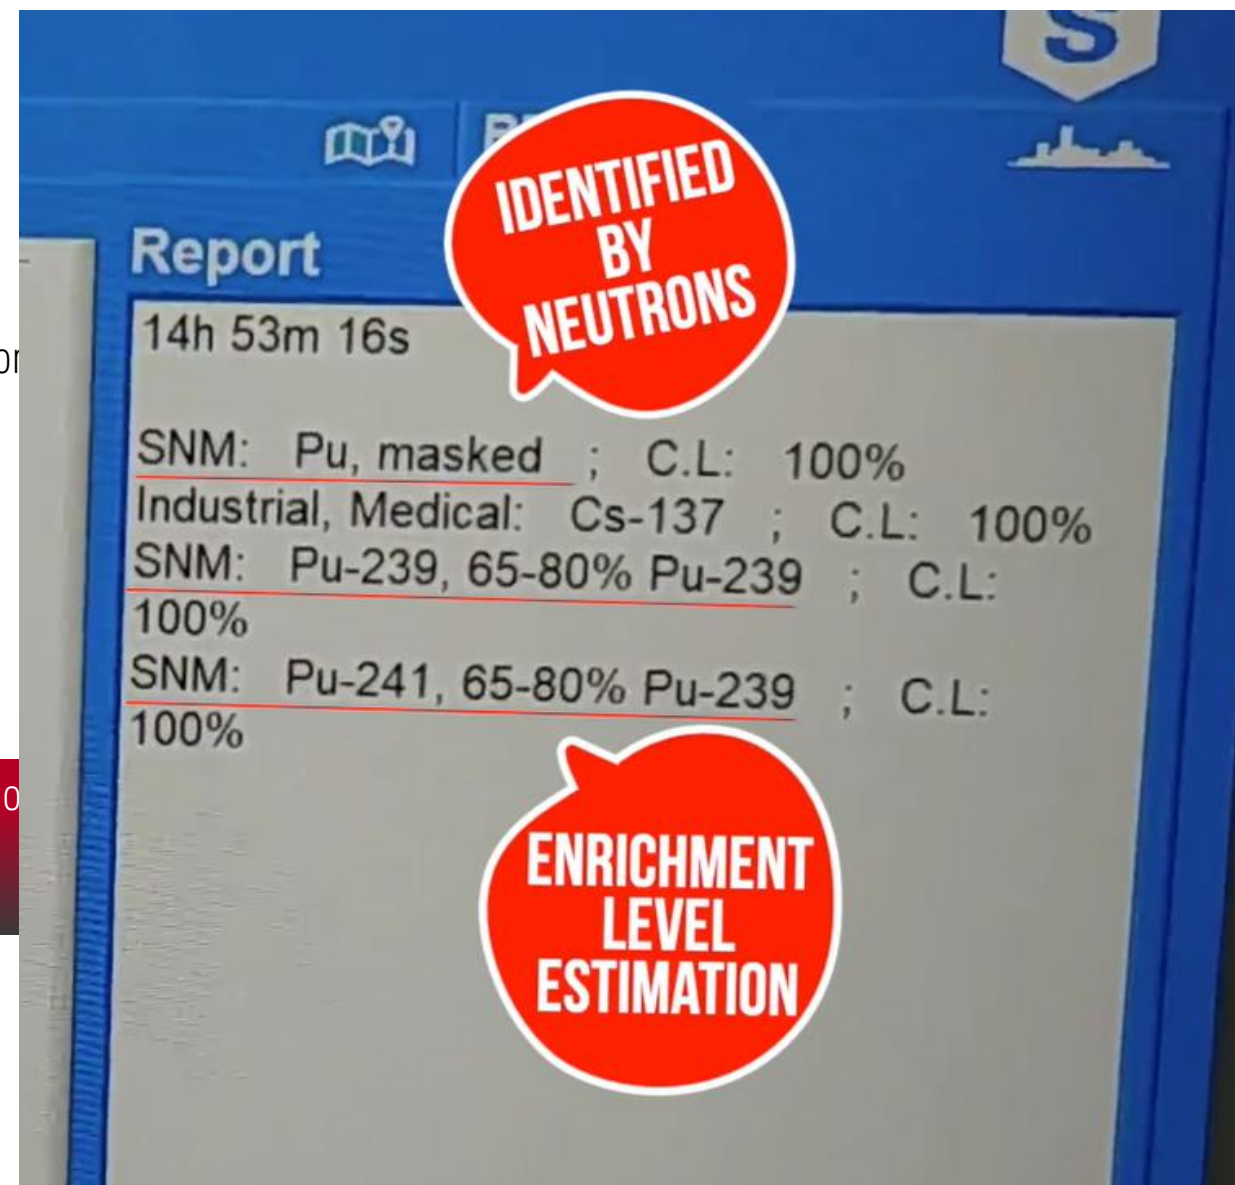 S
IDENTIFIED
BY
NEUTRONS
Report
14h 53m 16s
SNM: Pu, masked ; C.L: 100%
Industrial, Medical: Cs-137 ; C.L: 100%
SNM: Pu-239, 65-80% Pu-239 ; C.L:
100%
SNM: Pu-241, 65-80% Pu-239 ; C.L:
100%
ENRICHMENT
LEVEL
ESTIMATION